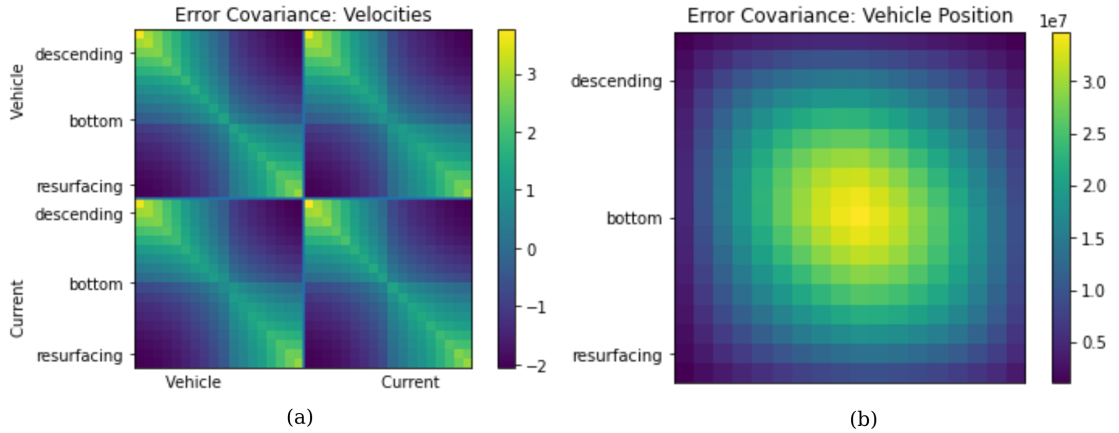 Error Covariance: Velocities
Vehicle
descending
bottom
resurfacing
Current
descending
bottom
resurfacing
Vehicle Current
3
2
1
0
−1
−2
(a)
Error Covariance: Vehicle Position
1e7
descending
bottom
resurfacing
3.0
2.5
2.0
1.5
1.0
0.5
(b)